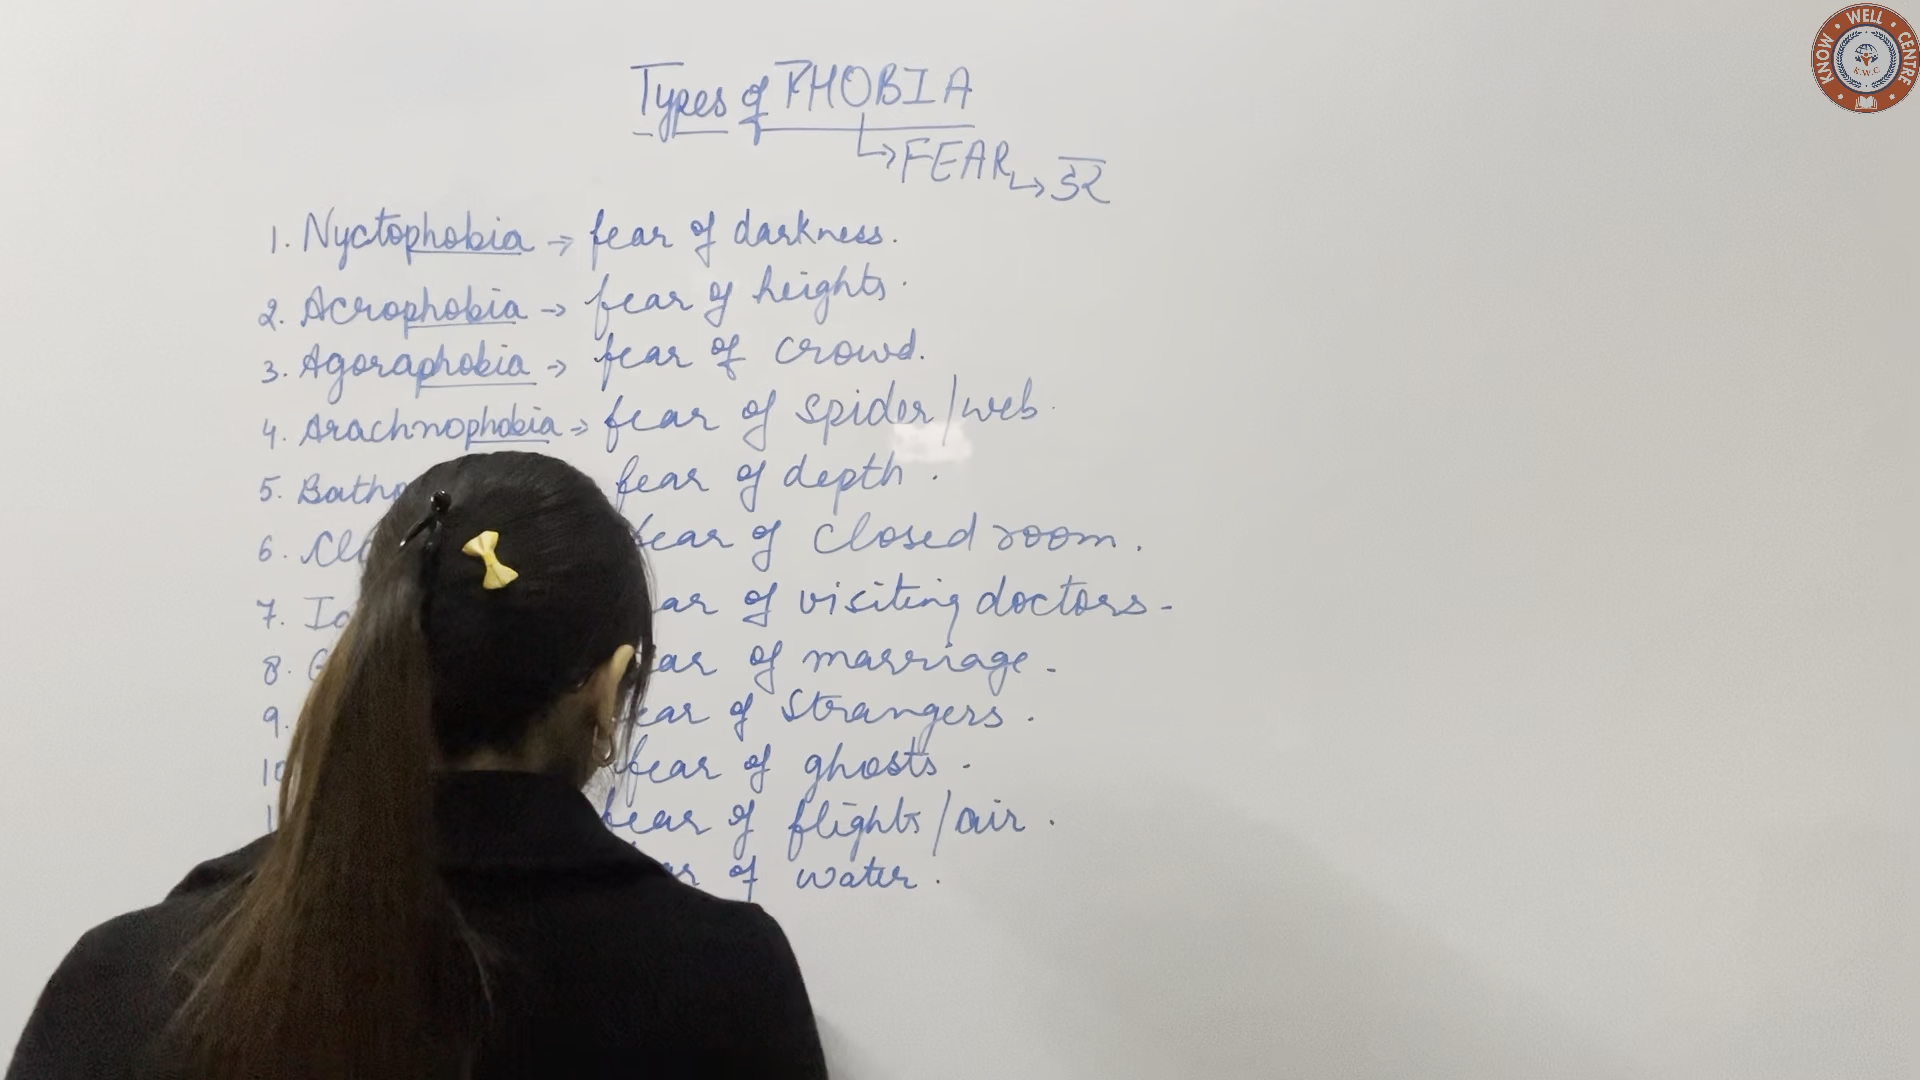 Types of PHOBIA
FEAR → डर
1. Nyctophobia → fear of darkness.
2. Acrophobia → fear of heights.
3. Agoraphobia → fear of crowd.
4. Arachnophobia → fear of spider/web.
5. fear of depth.
6. fear of closed room.
7. of visiting doctors.
8. of marriage.
9. of strangers.
fear of ghosts.
fear of flights/air.
of water.
KNOW WELL CENTRE
K.W.C.